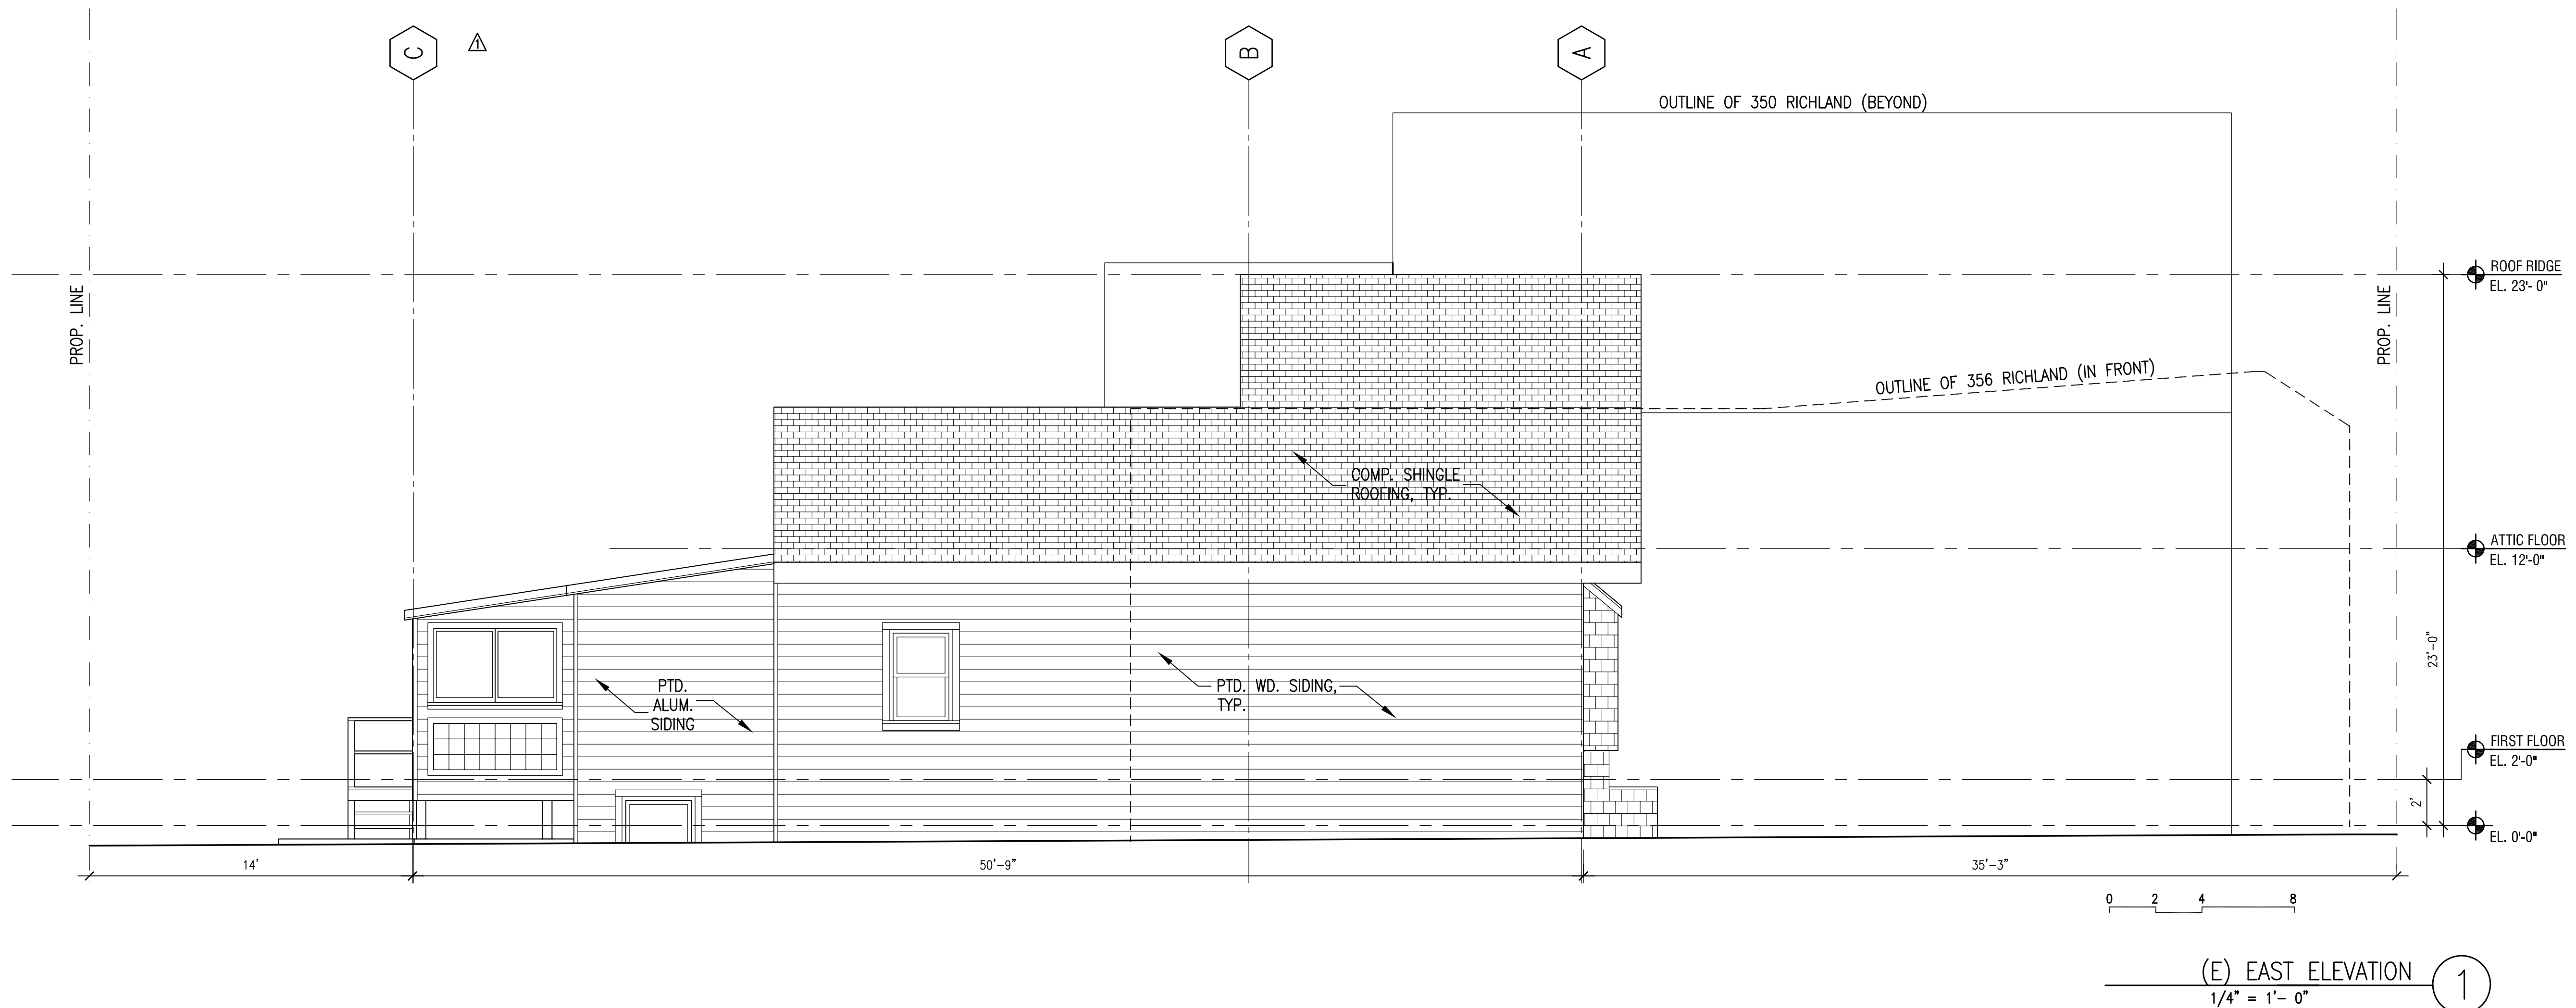 C
1
B
A
OUTLINE OF 350 RICHLAND (BEYOND)
PROP. LINE
PROP. LINE
ROOF RIDGE
EL. 23'- 0"
OUTLINE OF 356 RICHLAND (IN FRONT)
COMP. SHINGLE
ROOFING, TYP.
ATTIC FLOOR
EL. 12'-0"
23'-0"
PTD.
ALUM.
SIDING
PTD. WD. SIDING,
TYP.
FIRST FLOOR
EL. 2'-0"
2'
EL. 0'-0"
14'
50'-9"
35'-3"
0 2 4 8
(E) EAST ELEVATION
1/4" = 1'- 0"
1